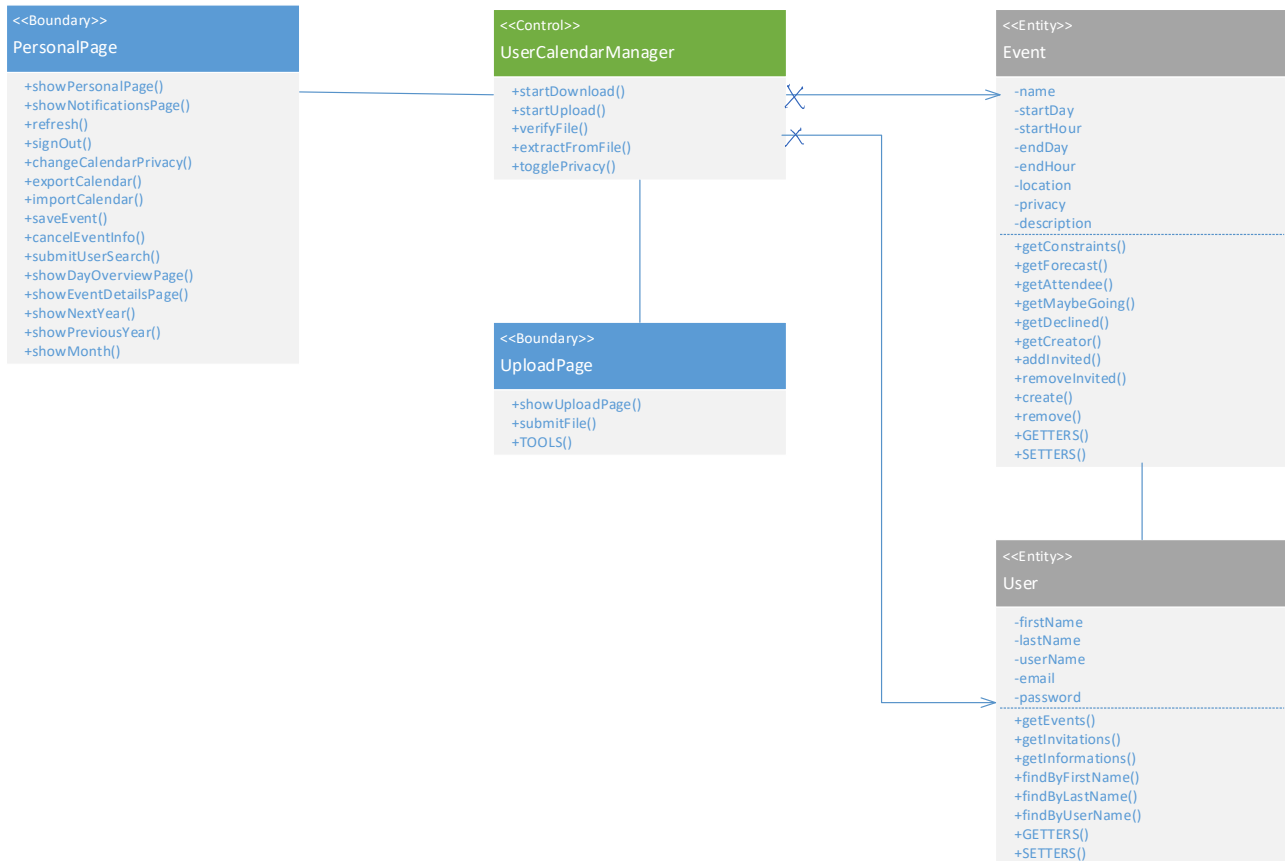 <<Boundary>>
PersonalPage
+showPersonalPage()
+showNotificationsPage()
+refresh()
+signOut()
+changeCalendarPrivacy()
+exportCalendar()
+importCalendar()
+saveEvent()
+cancelEventInfo()
+submitUserSearch()
+showDayOverviewPage()
+showEventDetailsPage()
+showNextYear()
+showPreviousYear()
+showMonth()
<<Control>>
UserCalendarManager
+startDownload()
+startUpload()
+verifyFile()
+extractFromFile()
+togglePrivacy()
<<Boundary>>
UploadPage
+showUploadPage()
+submitFile()
+TOOLS()
<<Entity>>
Event
-name
-startDay
-startHour
-endDay
-endHour
-location
-privacy
-description
+getConstraints()
+getForecast()
+getAttendee()
+getMaybeGoing()
+getDeclined()
+getCreator()
+addInvited()
+removeInvited()
+create()
+remove()
+GETTERS()
+SETTERS()
<<Entity>>
User
-firstName
-lastName
-userName
-email
-password
+getEvents()
+getInvitations()
+getInformations()
+findByFirstName()
+findByLastName()
+findByUserName()
+GETTERS()
+SETTERS()